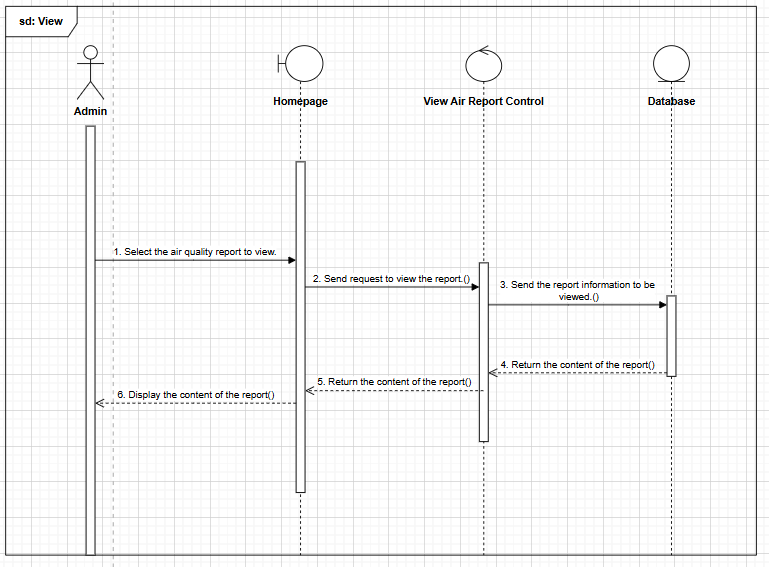 sd: View
Admin
Homepage
View Air Report Control
Database
1. Select the air quality report to view.
2. Send request to view the report.()
3. Send the report information to be
viewed.()
4. Return the content of the report()
5. Return the content of the report()
6. Display the content of the report()